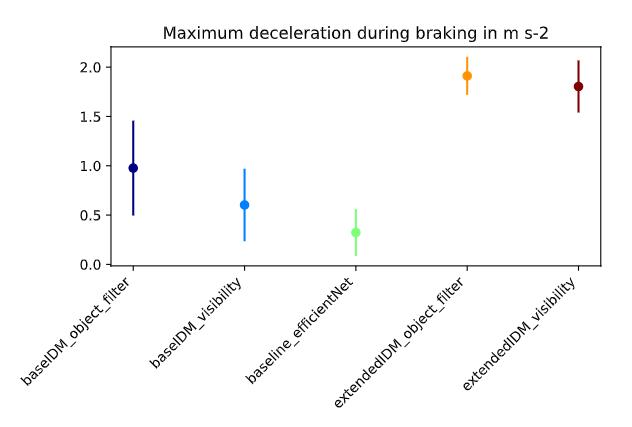 Maximum deceleration during braking in m s-2
2.0
1.5
1.0
0.5
0.0
baseIDM_object_filter
baseIDM_visibility
baseline_efficientNet
extendedIDM_object_filter
extendedIDM_visibility